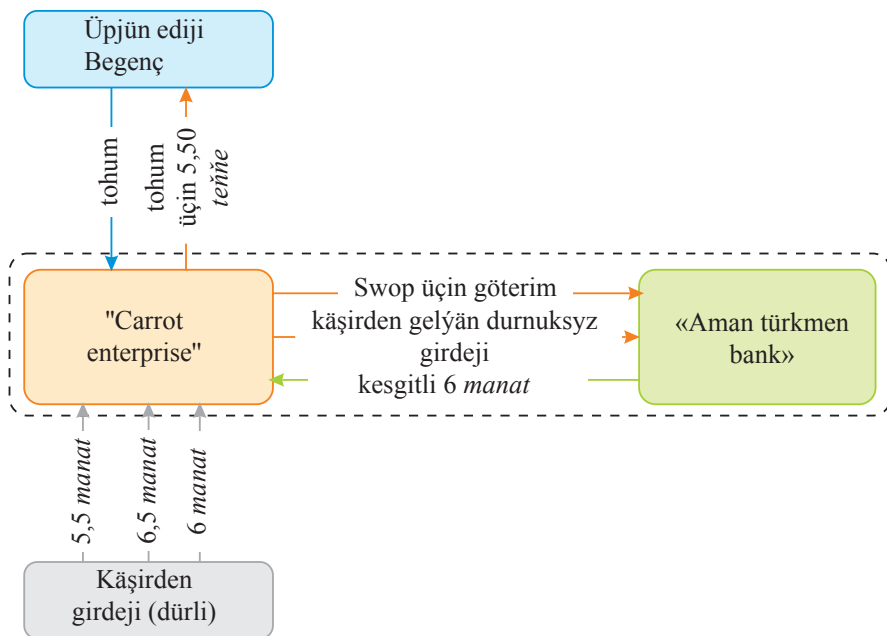 Üpjün ediji
Begenç
tohum
tohum
üçin 5,50
teňňe
"Carrot
enterprise"
Swop üçin göterim
käşirden gelýän durnuksyz
girdeji
kesgitli 6 manat
«Aman türkmen
bank»
5,5 manat
6,5 manat
6 manat
Käşirden
girdeji (dürli)